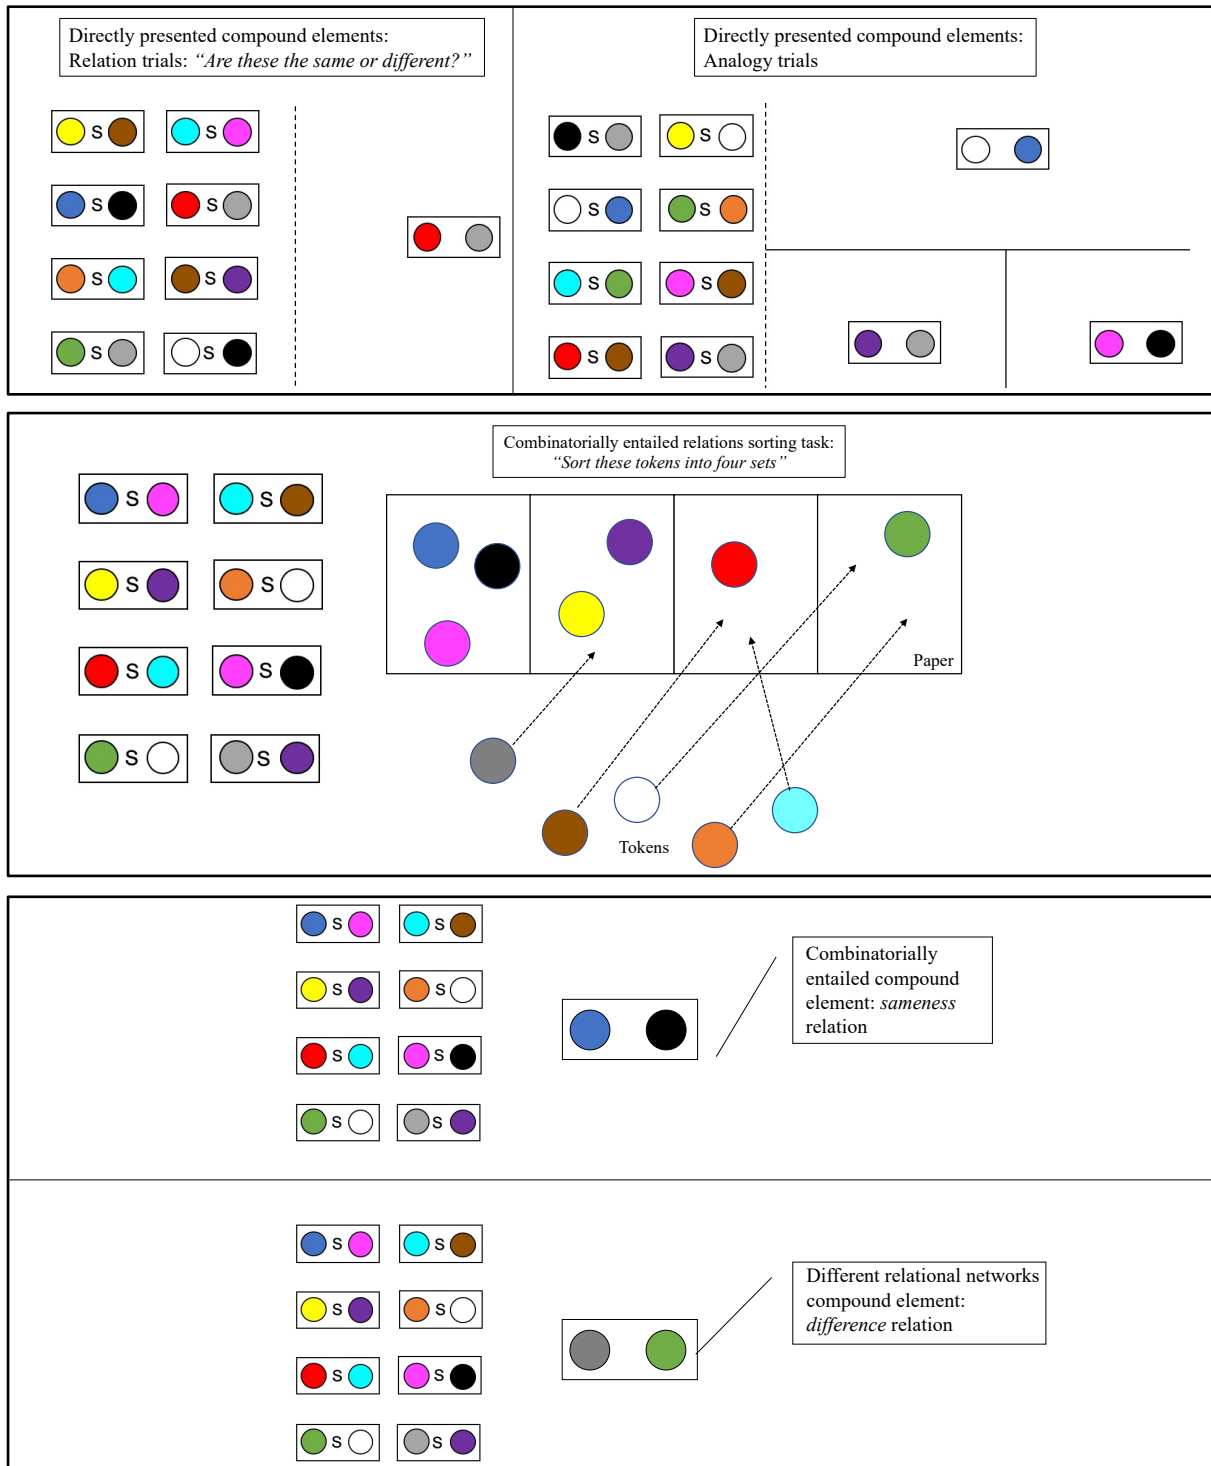 Directly presented compound elements:
Relation trials: “Are these the same or different?”
Directly presented compound elements:
Analogy trials
S S
S S
S S
S S
S S
S S
S S
S S
Combinatorially entailed relations sorting task:
“Sort these tokens into four sets”
S S
S S
S S
S S
Paper
Tokens
S S
S S
S S
S S
Combinatorially
entailed compound
element: sameness
relation
S S
S S
S S
S S
Different relational networks
compound element:
difference relation